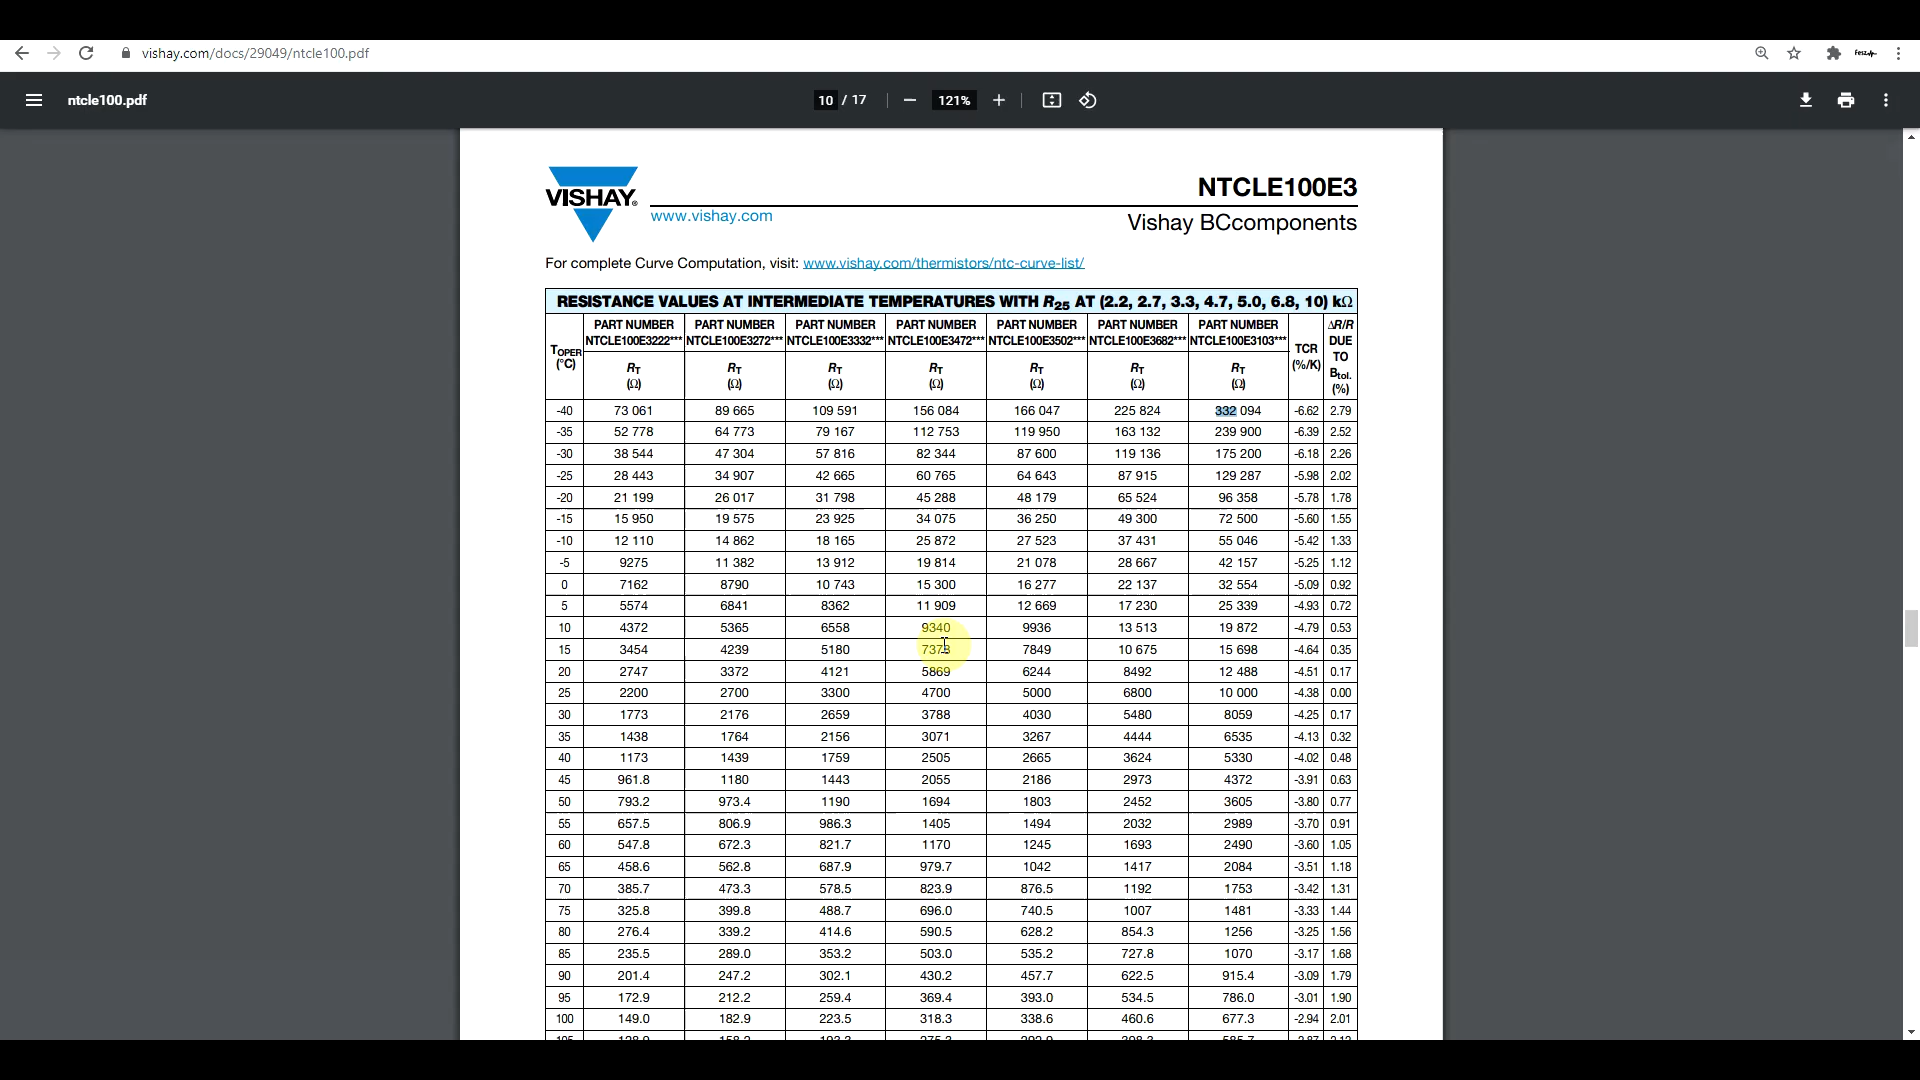 vishay.com/docs/29049/ntcle100.pdf
fesz
ntcle100.pdf
10 / 17
121%
VISHAY®
www.vishay.com
NTCLE100E3
Vishay BCcomponents
For complete Curve Computation, visit: www.vishay.com/thermistors/ntc-curve-list/
RESISTANCE VALUES AT INTERMEDIATE TEMPERATURES WITH R25 AT (2.2, 2.7, 3.3, 4.7, 5.0, 6.8, 10) kΩ
TOPER (°C) PART NUMBER NTCLE100E3222*** RT (Ω) PART NUMBER NTCLE100E3272*** RT (Ω) PART NUMBER NTCLE100E3332*** RT (Ω) PART NUMBER NTCLE100E3472*** RT (Ω) PART NUMBER NTCLE100E3502*** RT (Ω) PART NUMBER NTCLE100E3682*** RT (Ω) PART NUMBER NTCLE100E3103*** RT (Ω) TCR (%/K) ΔR/R DUE TO Btol. (%)
-40 73 061 89 665 109 591 156 084 166 047 225 824 332 094 -6.62 2.79
-35 52 778 64 773 79 167 112 753 119 950 163 132 239 900 -6.39 2.52
-30 38 544 47 304 57 816 82 344 87 600 119 136 175 200 -6.18 2.26
-25 28 443 34 907 42 665 60 765 64 643 87 915 129 287 -5.98 2.02
-20 21 199 26 017 31 798 45 288 48 179 65 524 96 358 -5.78 1.78
-15 15 950 19 575 23 925 34 075 36 250 49 300 72 500 -5.60 1.55
-10 12 110 14 862 18 165 25 872 27 523 37 431 55 046 -5.42 1.33
-5 9275 11 382 13 912 19 814 21 078 28 667 42 157 -5.25 1.12
0 7162 8790 10 743 15 300 16 277 22 137 32 554 -5.09 0.92
5 5574 6841 8362 11 909 12 669 17 230 25 339 -4.93 0.72
10 4372 5365 6558 9340 9936 13 513 19 872 -4.79 0.53
15 3454 4239 5180 7378 7849 10 675 15 698 -4.64 0.35
20 2747 3372 4121 5869 6244 8492 12 488 -4.51 0.17
25 2200 2700 3300 4700 5000 6800 10 000 -4.38 0.00
30 1773 2176 2659 3788 4030 5480 8059 -4.25 0.17
35 1438 1764 2156 3071 3267 4444 6535 -4.13 0.32
40 1173 1439 1759 2505 2665 3624 5330 -4.02 0.48
45 961.8 1180 1443 2055 2186 2973 4372 -3.91 0.63
50 793.2 973.4 1190 1694 1803 2452 3605 -3.80 0.77
55 657.5 806.9 986.3 1405 1494 2032 2989 -3.70 0.91
60 547.8 672.3 821.7 1170 1245 1693 2490 -3.60 1.05
65 458.6 562.8 687.9 979.7 1042 1417 2084 -3.51 1.18
70 385.7 473.3 578.5 823.9 876.5 1192 1753 -3.42 1.31
75 325.8 399.8 488.7 696.0 740.5 1007 1481 -3.33 1.44
80 276.4 339.2 414.6 590.5 628.2 854.3 1256 -3.25 1.56
85 235.5 289.0 353.2 503.0 535.2 727.8 1070 -3.17 1.68
90 201.4 247.2 302.1 430.2 457.7 622.5 915.4 -3.09 1.79
95 172.9 212.2 259.4 369.4 393.0 534.5 786.0 -3.01 1.90
100 149.0 182.9 223.5 318.3 338.6 460.6 677.3 -2.94 2.01